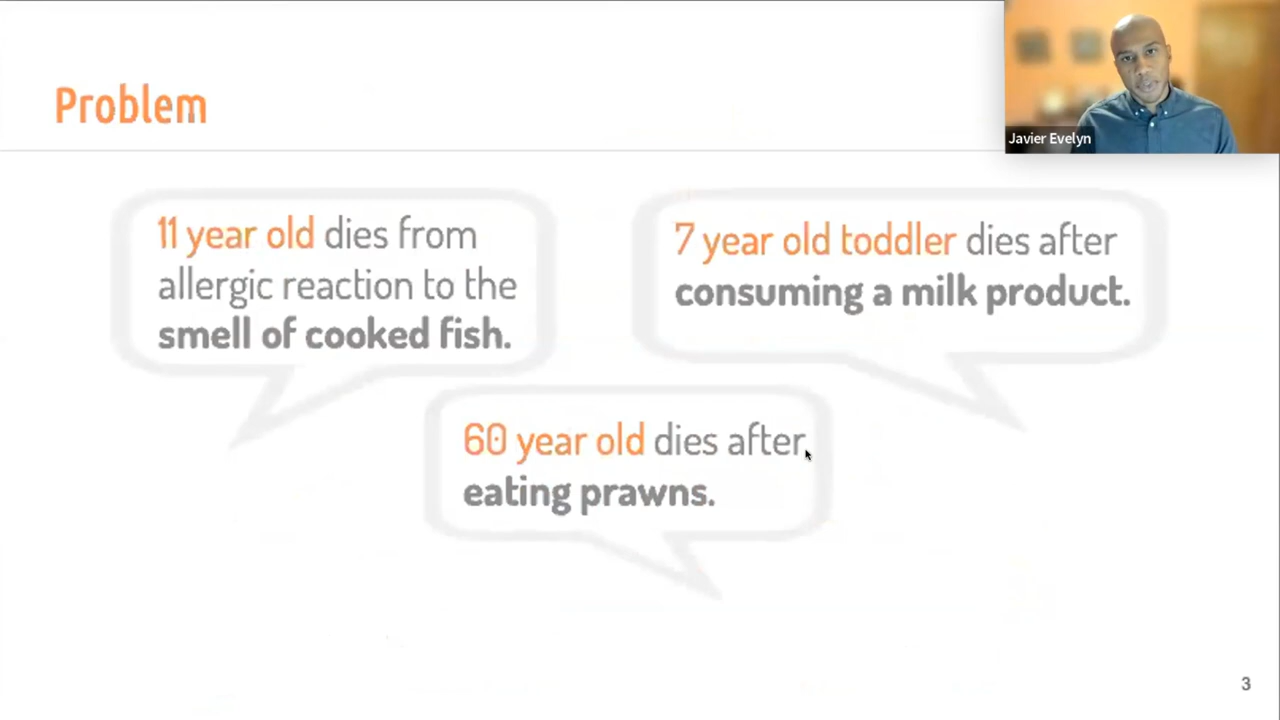 Problem
Javier Evelyn
11 year old dies from
allergic reaction to the
smell of cooked fish.
7 year old toddler dies after
consuming a milk product.
60 year old dies after
eating prawns.
3